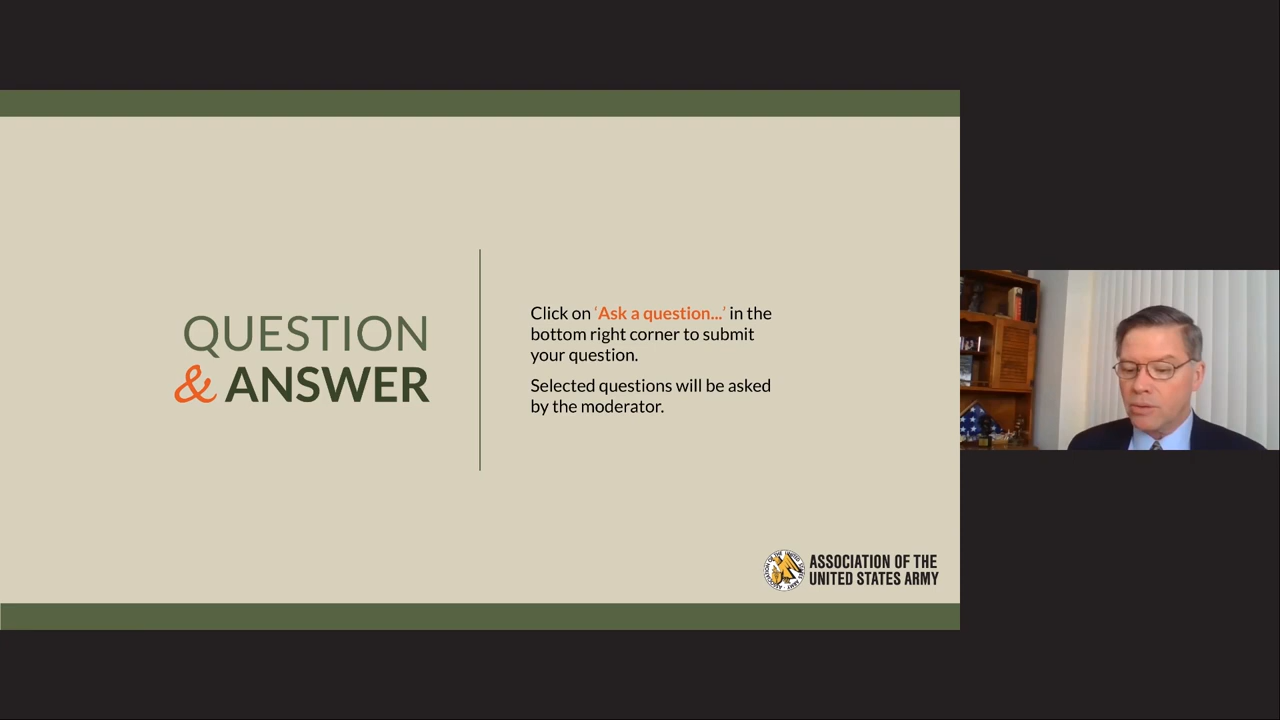 QUESTION
& ANSWER
Click on 'Ask a question...' in the
bottom right corner to submit
your question.
Selected questions will be asked
by the moderator.
ASSOCIATION OF THE
UNITED STATES ARMY